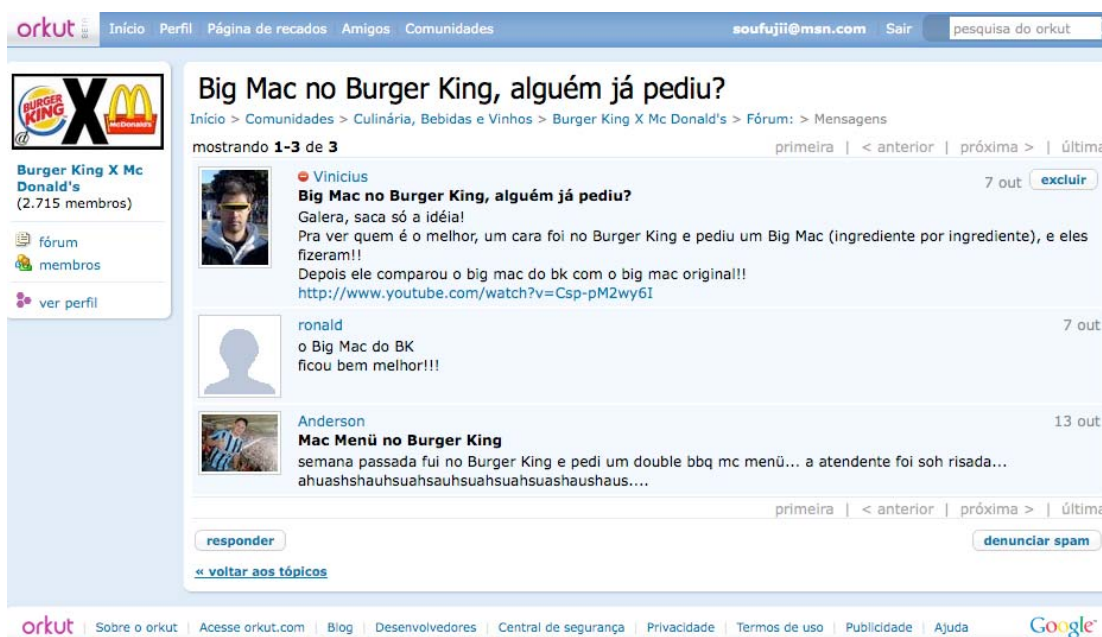 orkut BETA Início Perfil Página de recados Amigos Comunidades soufujii@msn.com Sair pesquisa do orkut
BURGER KING X McDonald's
@
Burger King X Mc
Donald's
(2.715 membros)
fórum
membros
ver perfil
Big Mac no Burger King, alguém já pediu?
Início > Comunidades > Culinária, Bebidas e Vinhos > Burger King X Mc Donald's > Fórum: > Mensagens
mostrando 1-3 de 3 primeira | < anterior | próxima > | última
Vinicius 7 out excluir
Big Mac no Burger King, alguém já pediu?
Galera, saca só a idéia!
Pra ver quem é o melhor, um cara foi no Burger King e pediu um Big Mac (ingrediente por ingrediente), e eles
fizeram!!
Depois ele comparou o big mac do bk com o big mac original!!
http://www.youtube.com/watch?v=Csp-pM2wy6I
ronald 7 out
o Big Mac do BK
ficou bem melhor!!!
Anderson 13 out
Mac Menü no Burger King
semana passada fui no Burger King e pedi um double bbq mc menü... a atendente foi soh risada...
ahuashshauhsuahsauhsuahsuahsuashaushaus....
primeira | < anterior | próxima > | última
responder denunciar spam
« voltar aos tópicos
orkut | Sobre o orkut | Acesse orkut.com | Blog | Desenvolvedores | Central de segurança | Privacidade | Termos de uso | Publicidade | Ajuda Google